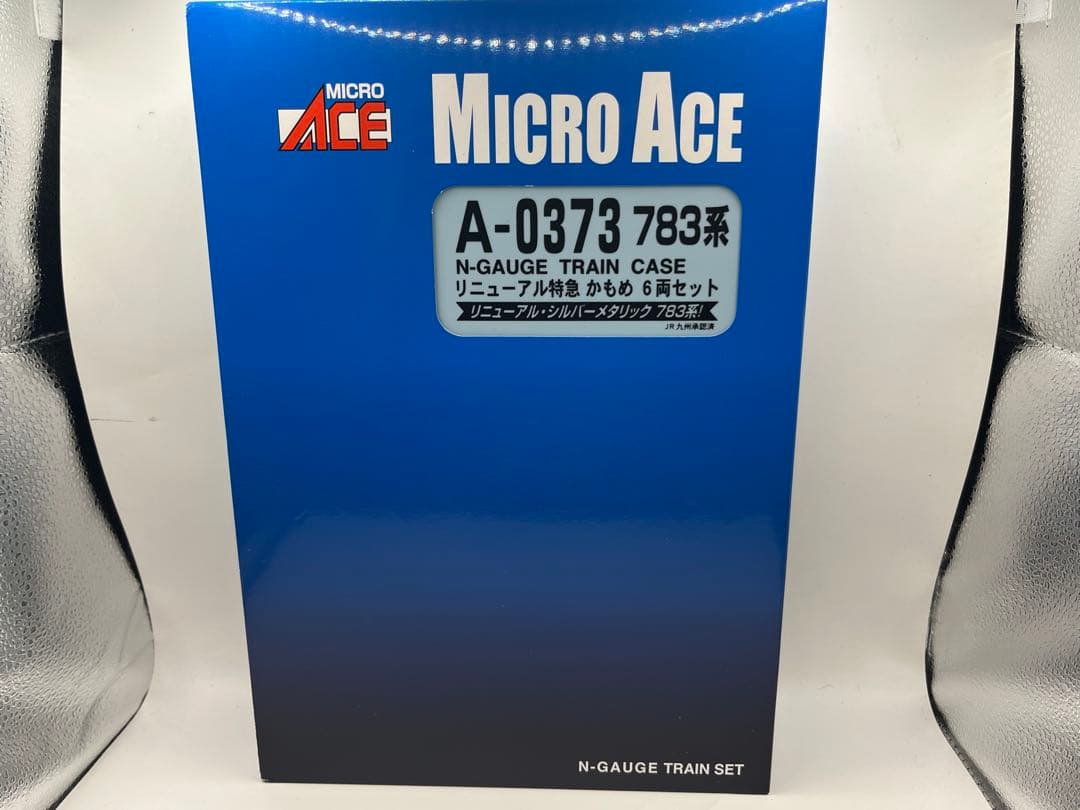 MICRO
ACE
MICRO ACE
A-0373 783系
N-GAUGE TRAIN CASE
リニューアル特急 かもめ 6両セット
リニューアル・シルバーメタリック 783系!
JR九州承認済
N-GAUGE TRAIN SET